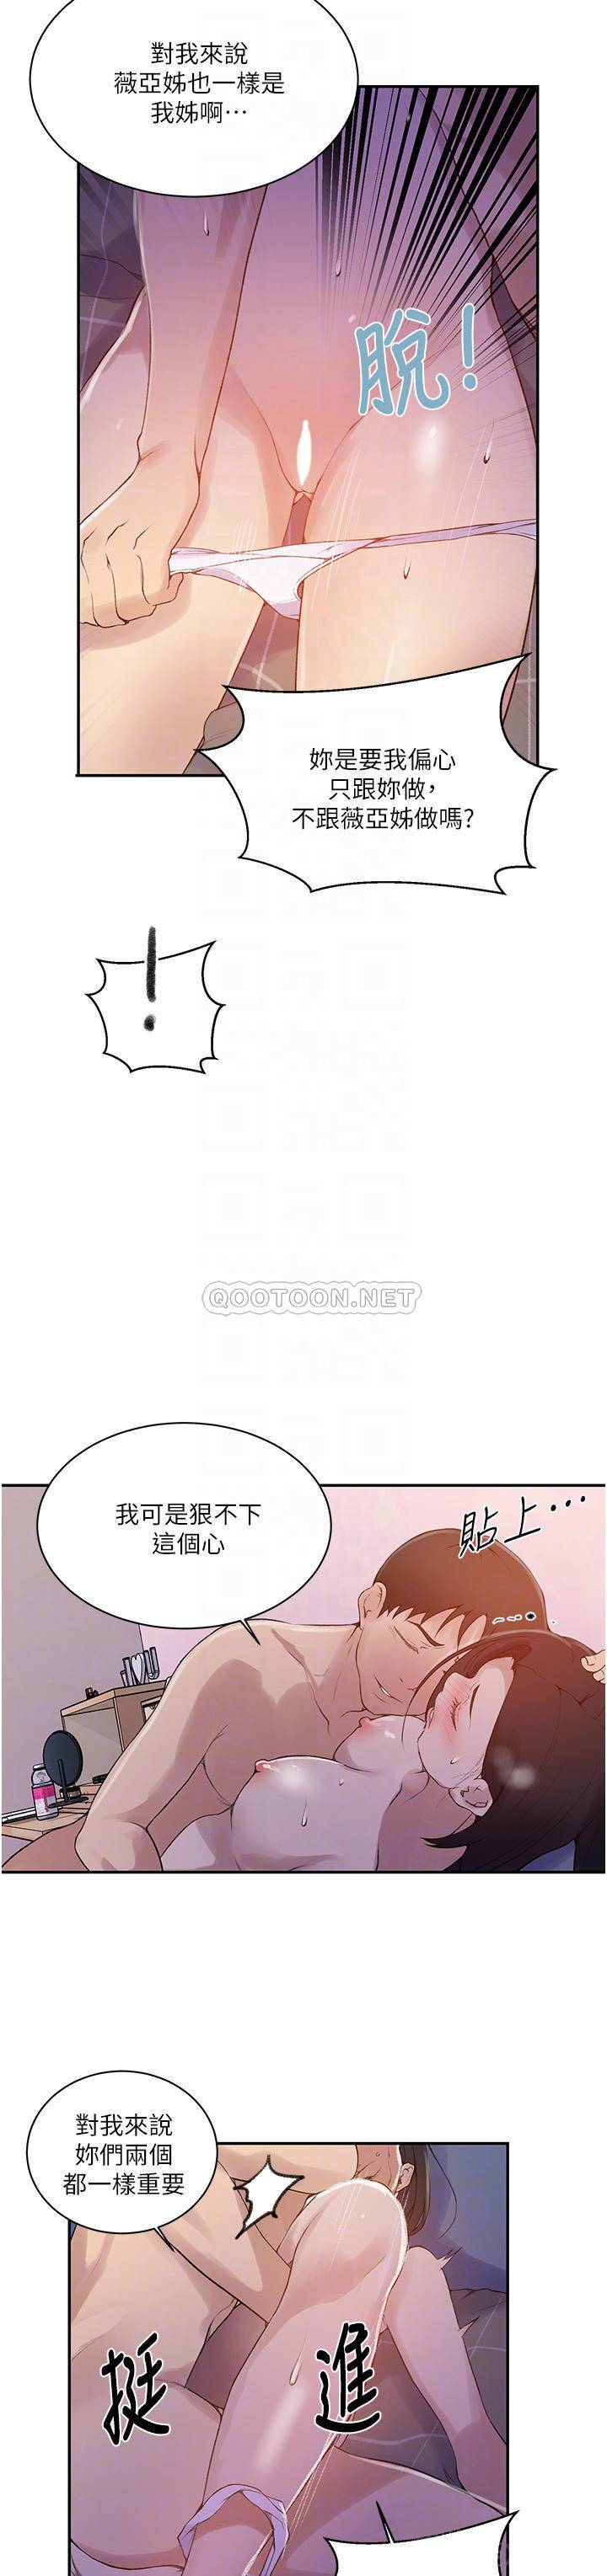 對我來說
薇亞姊也一樣是
我姊啊⋯
脫！
妳是要我偏心
只跟妳做，
不跟薇亞姊做嗎？
！
QOOTOON.NET
我可是狠不下
這個心
貼上⋯
對我來說
妳們兩個
都一樣重要
挺進